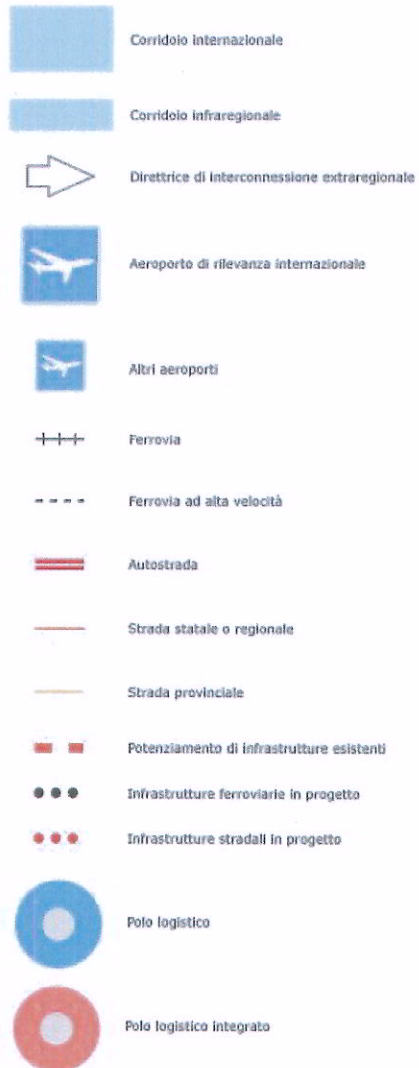 Corridoio internazionale
Corridoio infraregionale
Direttrice di interconnessione extraregionale
Aeroporto di rilevanza internazionale
Altri aeroporti
Ferrovia
Ferrovia ad alta velocità
Autostrada
Strada statale o regionale
Strada provinciale
Potenziamento di infrastrutture esistenti
Infrastrutture ferroviarie in progetto
Infrastrutture stradali in progetto
Polo logistico
Polo logistico integrato